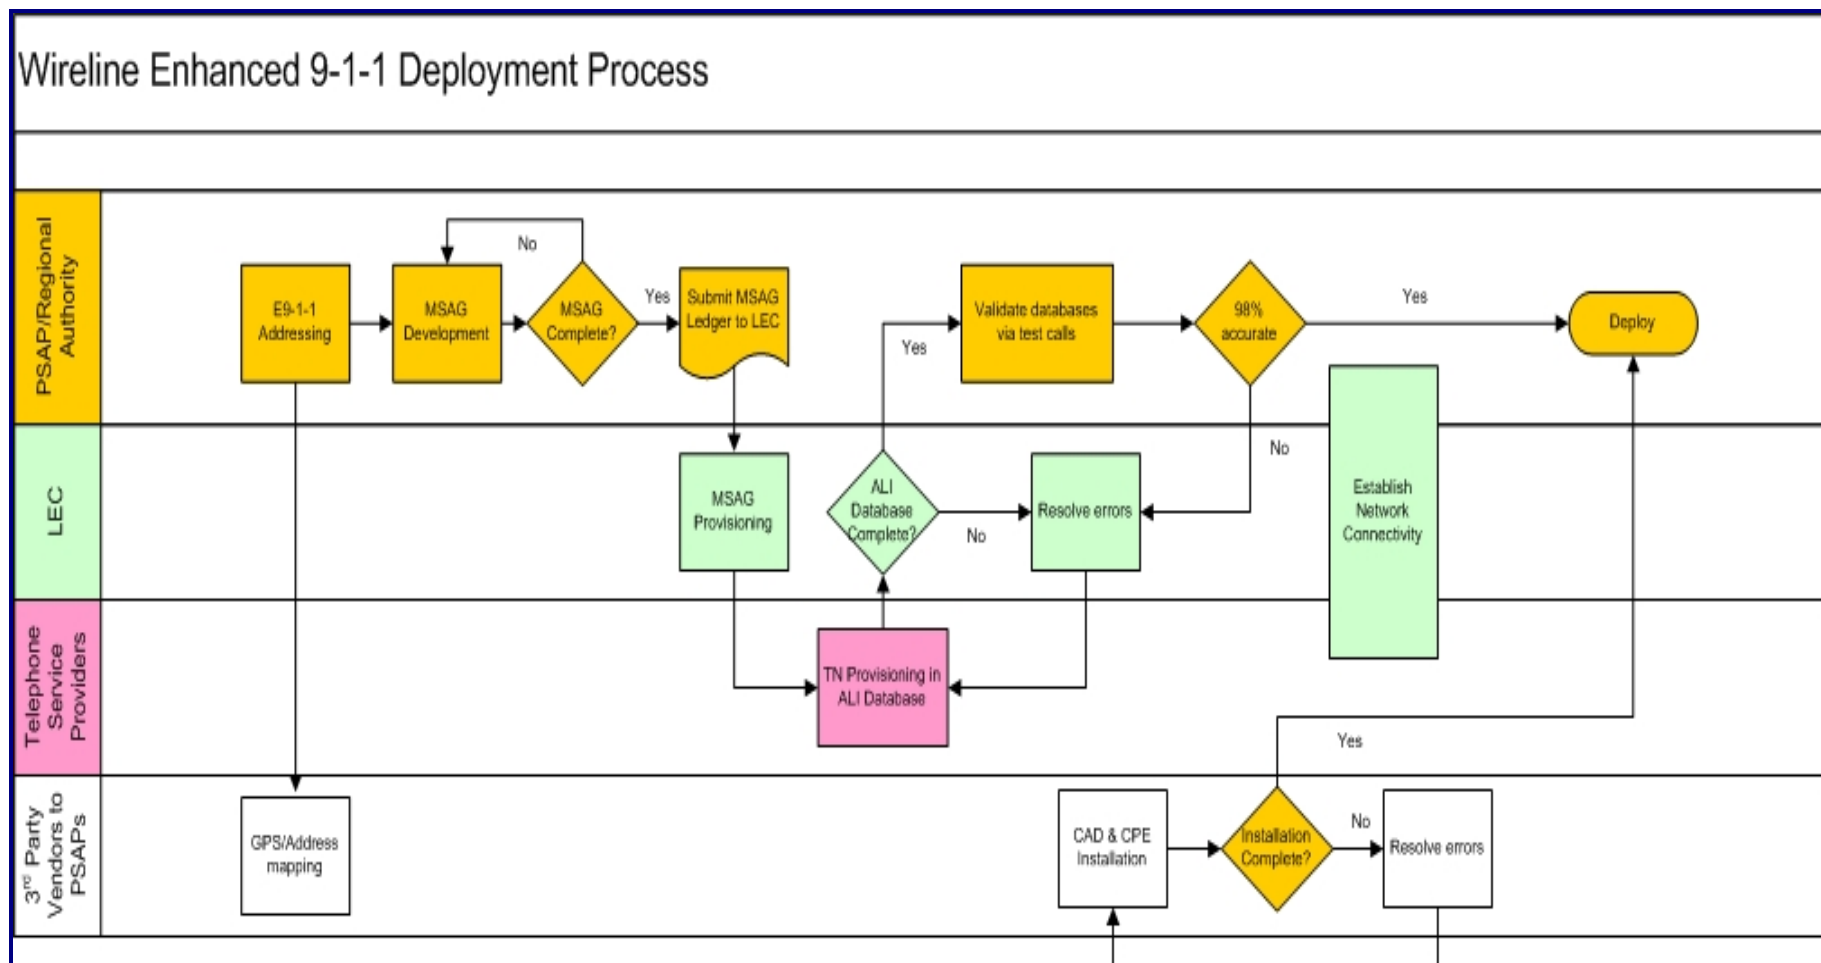 Wireline Enhanced 9-1-1 Deployment Process
PSAP/Regional
Authority
E9-1-1
Addressing
MSAG
Development
No
MSAG
Complete?
Yes
Submit MSAG
Ledger to LEC
Yes
Validate databases
via test calls
98%
accurate
Yes
Deploy
LEC
MSAG
Provisioning
ALI
Database
Complete?
No
Resolve errors
No
Establish
Network
Connectivity
Telephone
Service
Providers
TN Provisioning in
ALI Database
Yes
3rd Party
Vendors to
PSAPs
GPS/Address
mapping
CAD & CPE
Installation
Installation
Complete?
No
Resolve errors